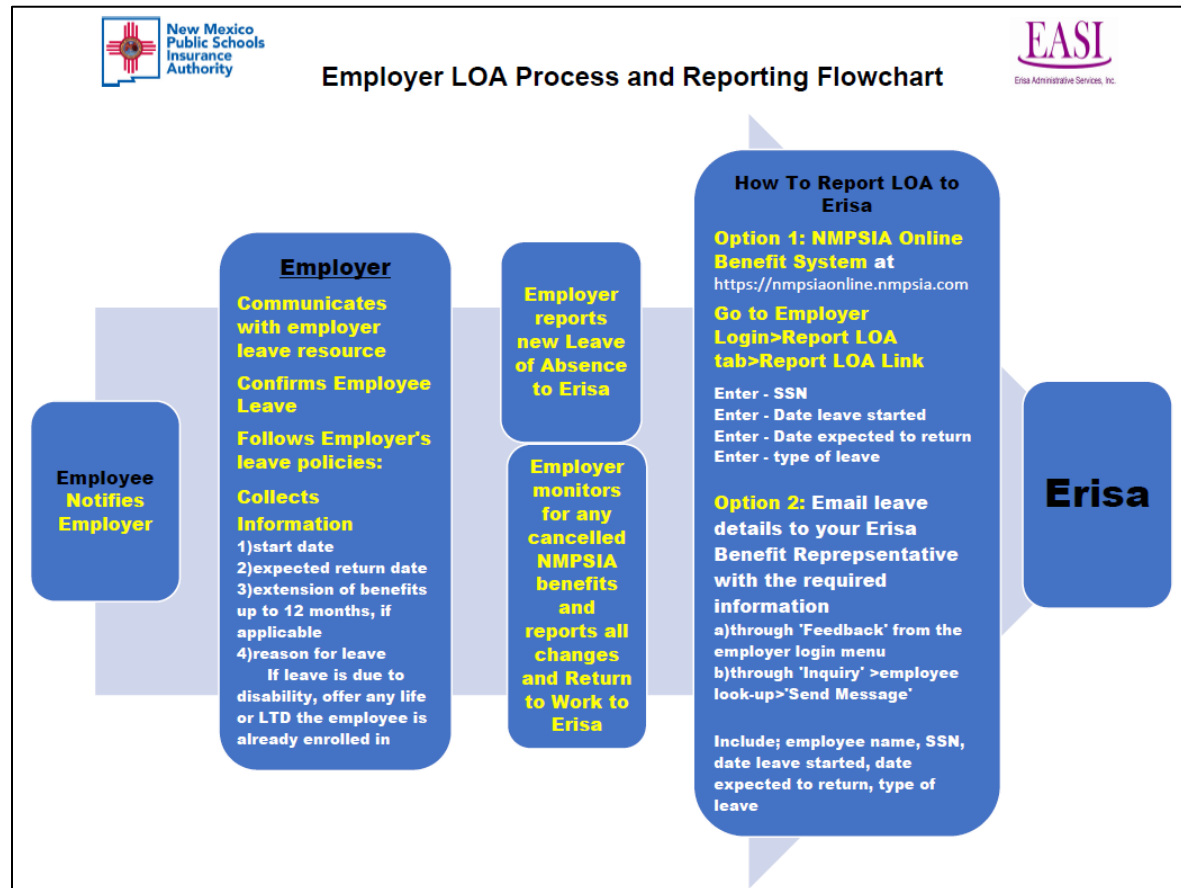 New Mexico
Public Schools
Insurance
Authority
EASI
Erisa Administrative Services, Inc.
Employer LOA Process and Reporting Flowchart
Employee
Notifies
Employer
Employer
Communicates
with employer
leave resource
Confirms Employee
Leave
Follows Employer's
leave policies:
Collects
Information
1)start date
2)expected return date
3)extension of benefits
up to 12 months, if
applicable
4)reason for leave
If leave is due to
disability, offer any life
or LTD the employee is
already enrolled in
Employer
reports
new Leave
of Absence
to Erisa
Employer
monitors
for any
cancelled
NMPSIA
benefits
and
reports all
changes
and Return
to Work to
Erisa
How To Report LOA to
Erisa
Option 1: NMPSIA Online
Benefit System at
https://nmpsiaonline.nmpsia.com
Go to Employer
Login>Report LOA
tab>Report LOA Link
Enter - SSN
Enter - Date leave started
Enter - Date expected to return
Enter - type of leave
Option 2: Email leave
details to your Erisa
Benefit Reprepsentative
with the required
information
a)through 'Feedback' from the
employer login menu
b)through 'Inquiry' >employee
look-up>'Send Message'
Include; employee name, SSN,
date leave started, date
expected to return, type of
leave
Erisa